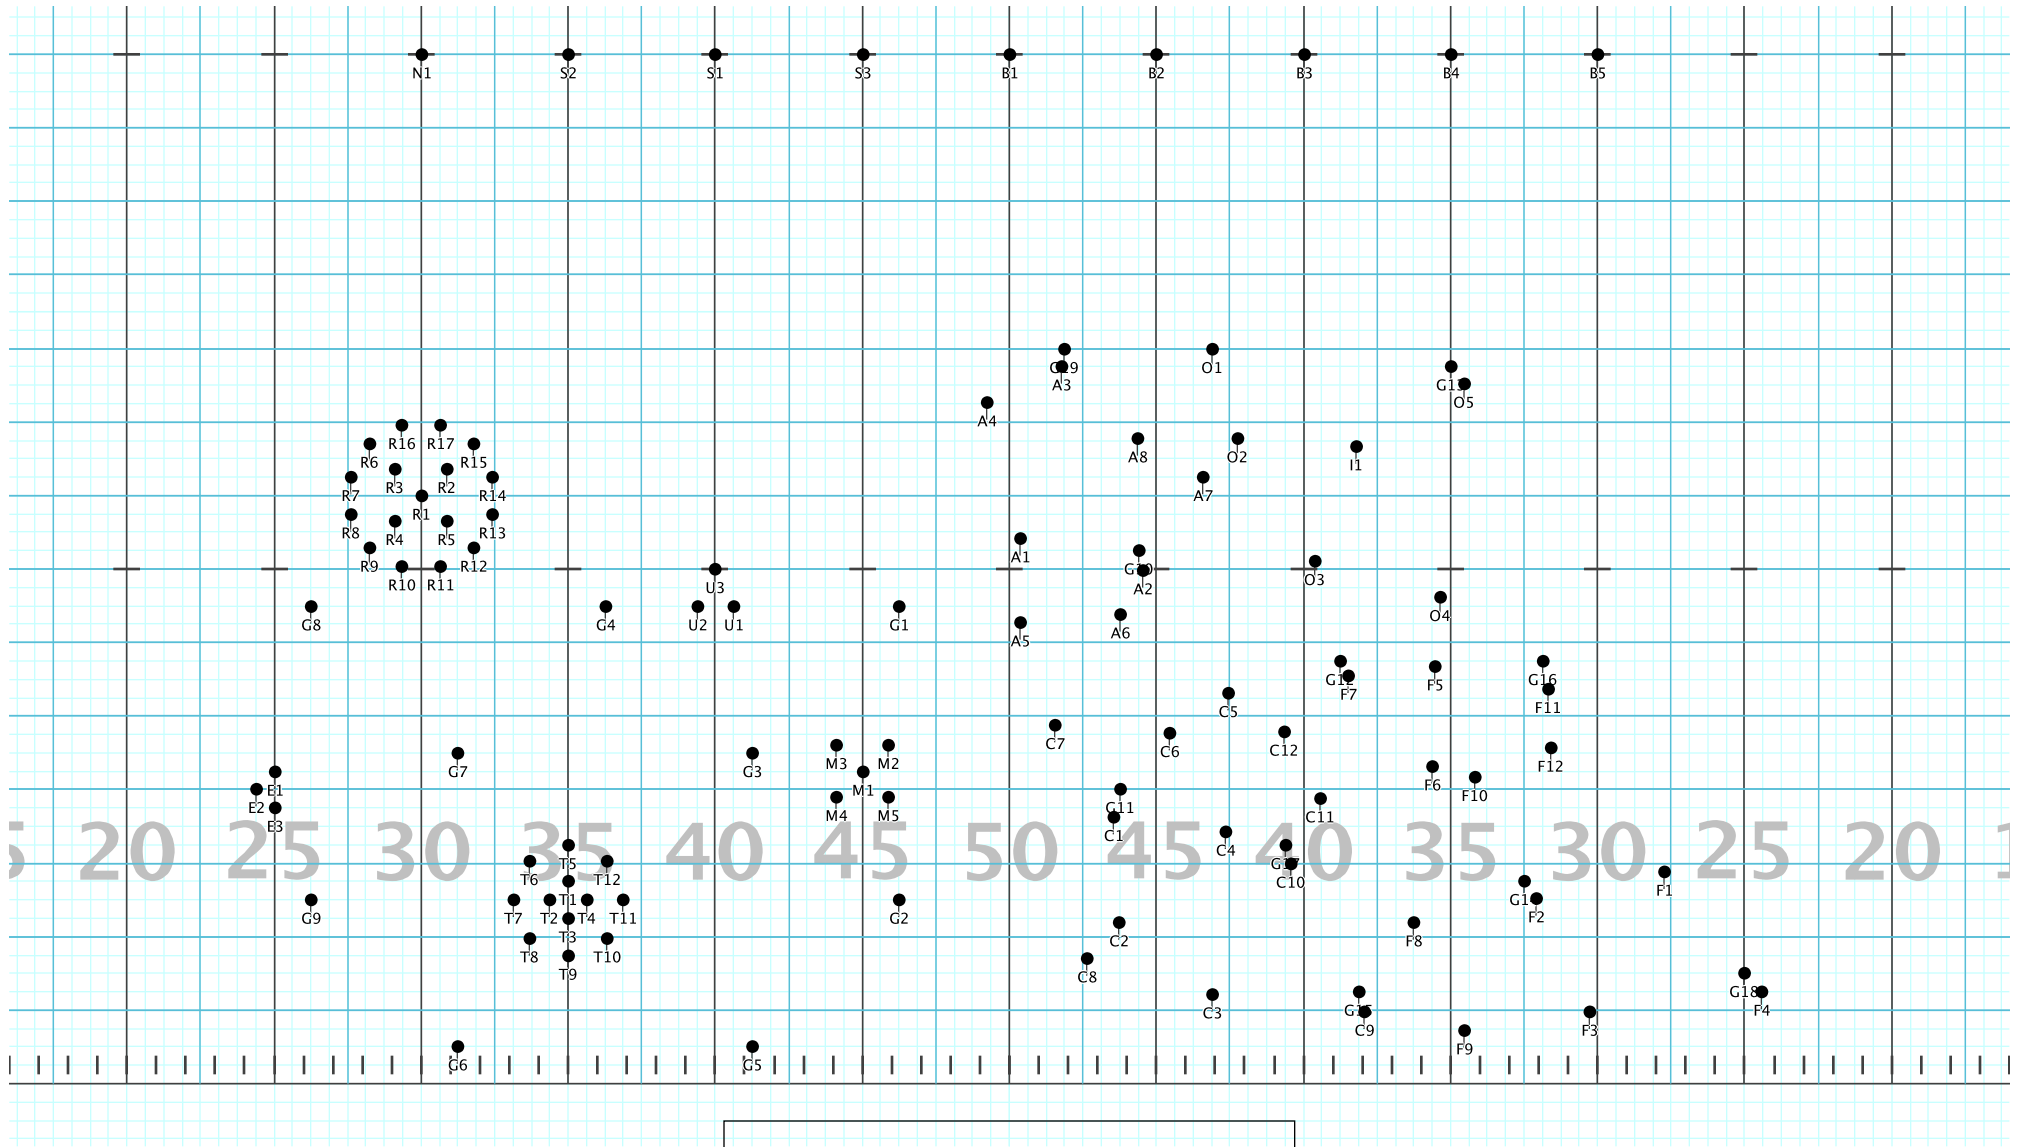 N1 S2 S1 S3 B1 B2 B3 B4 B5
A3 O1
G13
O5
A4
R16 R17
R6 R15 A8 O2 I1
R3 R2
R7 R14 A7
R1
R8 R4 R5 R13
A1
R9 R12
R10 R11 U3 A2 O3
G8 G4 U2 U1 G1 A5 A6 O4
G12 F5 G16
F7
C5 F11
C7 C6 C12
G7 G3 M3 M2 F12
E1 M1 F6
E2 M4 M5 G11 F10
E3 C11
20 25 30 35 40 45 50 45 40 35 30 25 20
C1
T5 C4 G17
T6 T12 C10 F1
T1
G9 T7 T2 T4 T11 G2 F2
T3 C2 F8
T8 T10
T9 C8
G18
C3 F4
C9 F3
F9
G6 G5